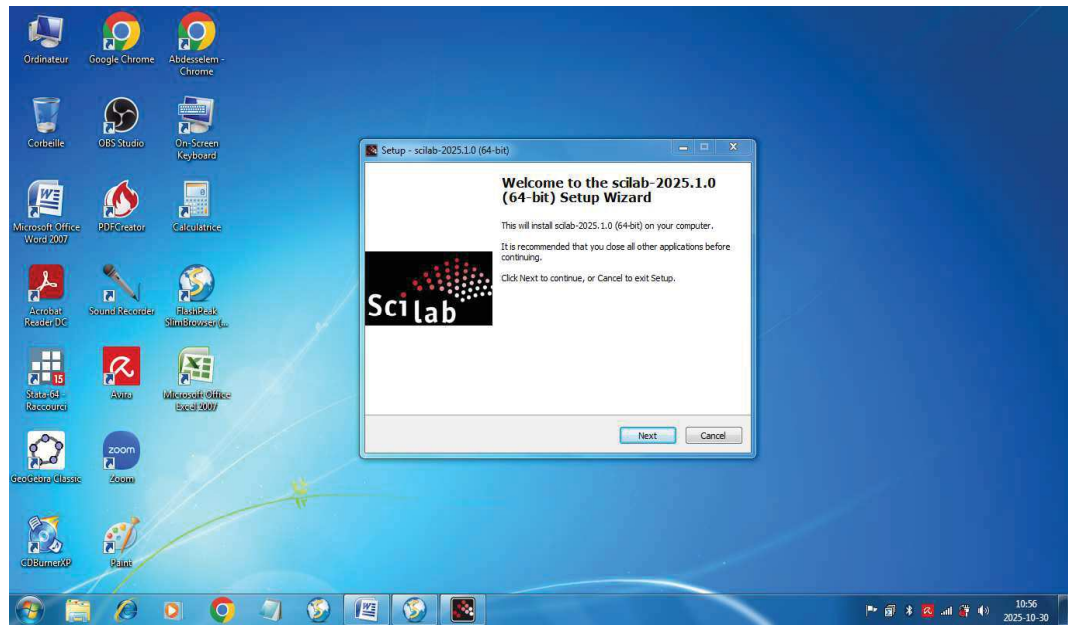 Ordinateur
Google Chrome
Abdesselem -
Chrome
Corbeille
OBS Studio
On-Screen
Keyboard
Microsoft Office
Word 2007
PDFCreator
Calculatrice
Acrobat
Reader DC
Sound Recorder
FlashPeak
SlimBrowser (...
15
Stata-64 -
Raccourci
Avira
Microsoft Office
Excel 2007
GeoGebra Classic
zoom
Zoom
CDBurnerXP
Paint
Setup - scilab-2025.1.0 (64-bit)
Welcome to the scilab-2025.1.0
(64-bit) Setup Wizard
This will install scilab-2025.1.0 (64-bit) on your computer.
It is recommended that you close all other applications before
continuing.
Click Next to continue, or Cancel to exit Setup.
Scilab
Next
Cancel
10:56
2025-10-30